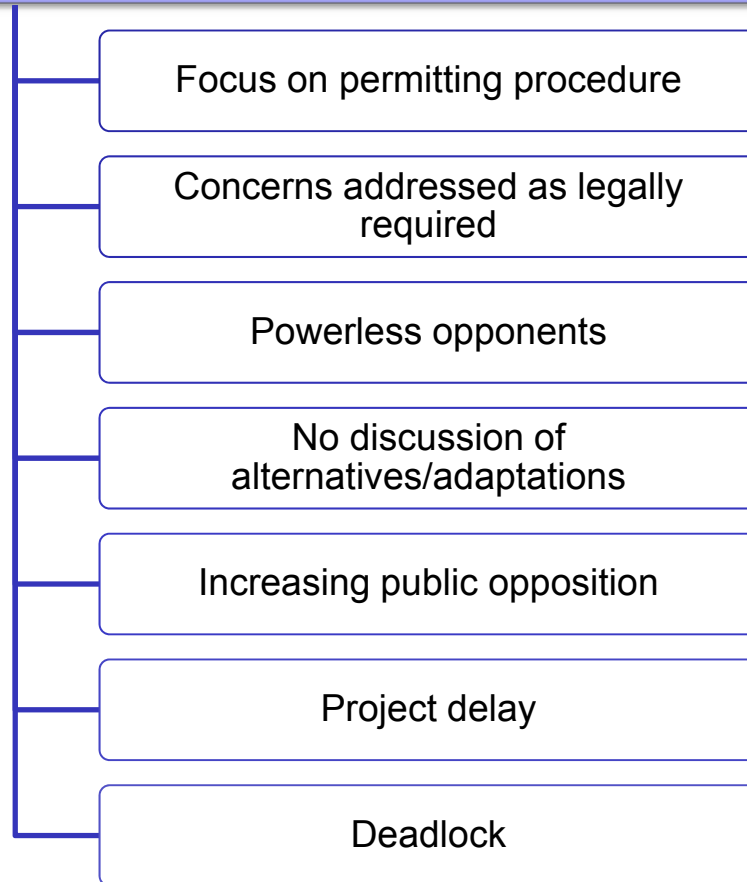 Focus on permitting procedure
Concerns addressed as legally
required
Powerless opponents
No discussion of
alternatives/adaptations
Increasing public opposition
Project delay
Deadlock